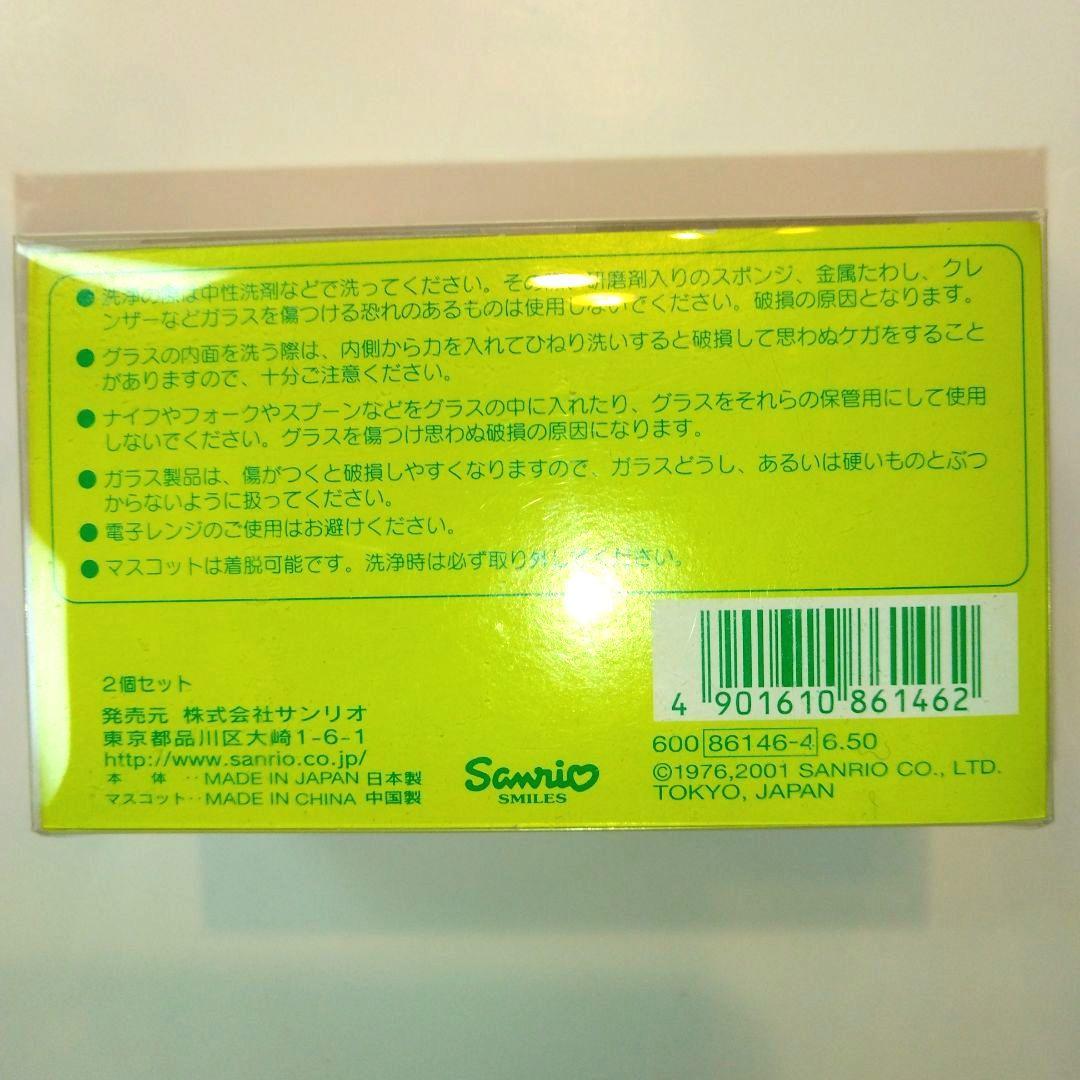 ● 洗浄の際は中性洗剤などで洗ってください。その際、研磨剤入りのスポンジ、金属たわし、クレ
ンザーなどガラスを傷つける恐れのあるものは使用しないでください。破損の原因となります。
● グラスの内面を洗う際は、内側から力を入れてひねり洗いすると破損して思わぬケガをすること
がありますので、十分ご注意ください。
● ナイフやフォークやスプーンなどをグラスの中に入れたり、グラスをそれらの保管用にして使用
しないでください。グラスを傷つけ思わぬ破損の原因になります。
● ガラス製品は、傷がつくと破損しやすくなりますので、ガラスどうし、あるいは硬いものとぶつ
からないように扱ってください。
● 電子レンジのご使用はお避けください。
● マスコットは着脱可能です。洗浄時は必ず取り外してください。
2個セット
発売元 株式会社サンリオ
東京都品川区大崎1-6-1
http://www.sanrio.co.jp/
本 体 ‥MADE IN JAPAN 日本製
マスコット‥MADE IN CHINA 中国製
Sanrio
SMILES
4 901610 861462
600 86146-4 6.50
©1976,2001 SANRIO CO., LTD.
TOKYO, JAPAN